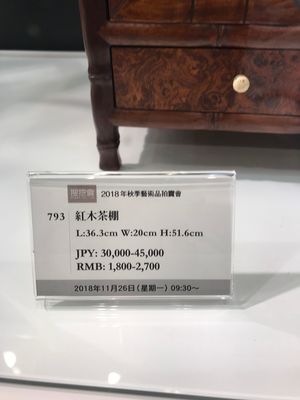 2018年秋季藝術品拍賣會
793 紅木茶棚
L:36.3cm W:20cm H:51.6cm
JPY: 30,000-45,000
RMB: 1,800-2,700
2018年11月26日(星期一) 09:30～